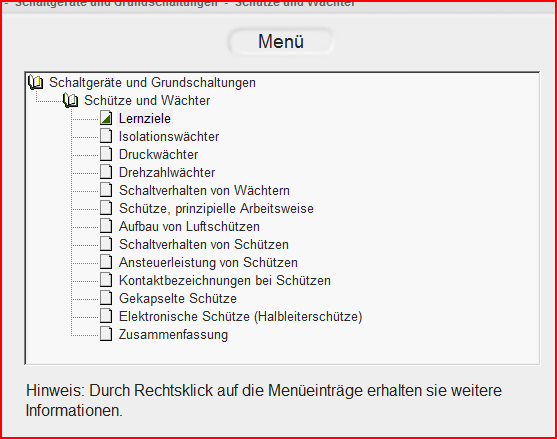 - Schaltgeräte und Grundschaltungen - Schütze und Wächter
Menü
Schaltgeräte und Grundschaltungen
Schütze und Wächter
Lernziele
Isolationswächter
Druckwächter
Drehzahlwächter
Schaltverhalten von Wächtern
Schütze, prinzipielle Arbeitsweise
Aufbau von Luftschützen
Schaltverhalten von Schützen
Ansteuerleistung von Schützen
Kontaktbezeichnungen bei Schützen
Gekapselte Schütze
Elektronische Schütze (Halbleiterschütze)
Zusammenfassung
Hinweis: Durch Rechtsklick auf die Menüeinträge erhalten sie weitere
Informationen.